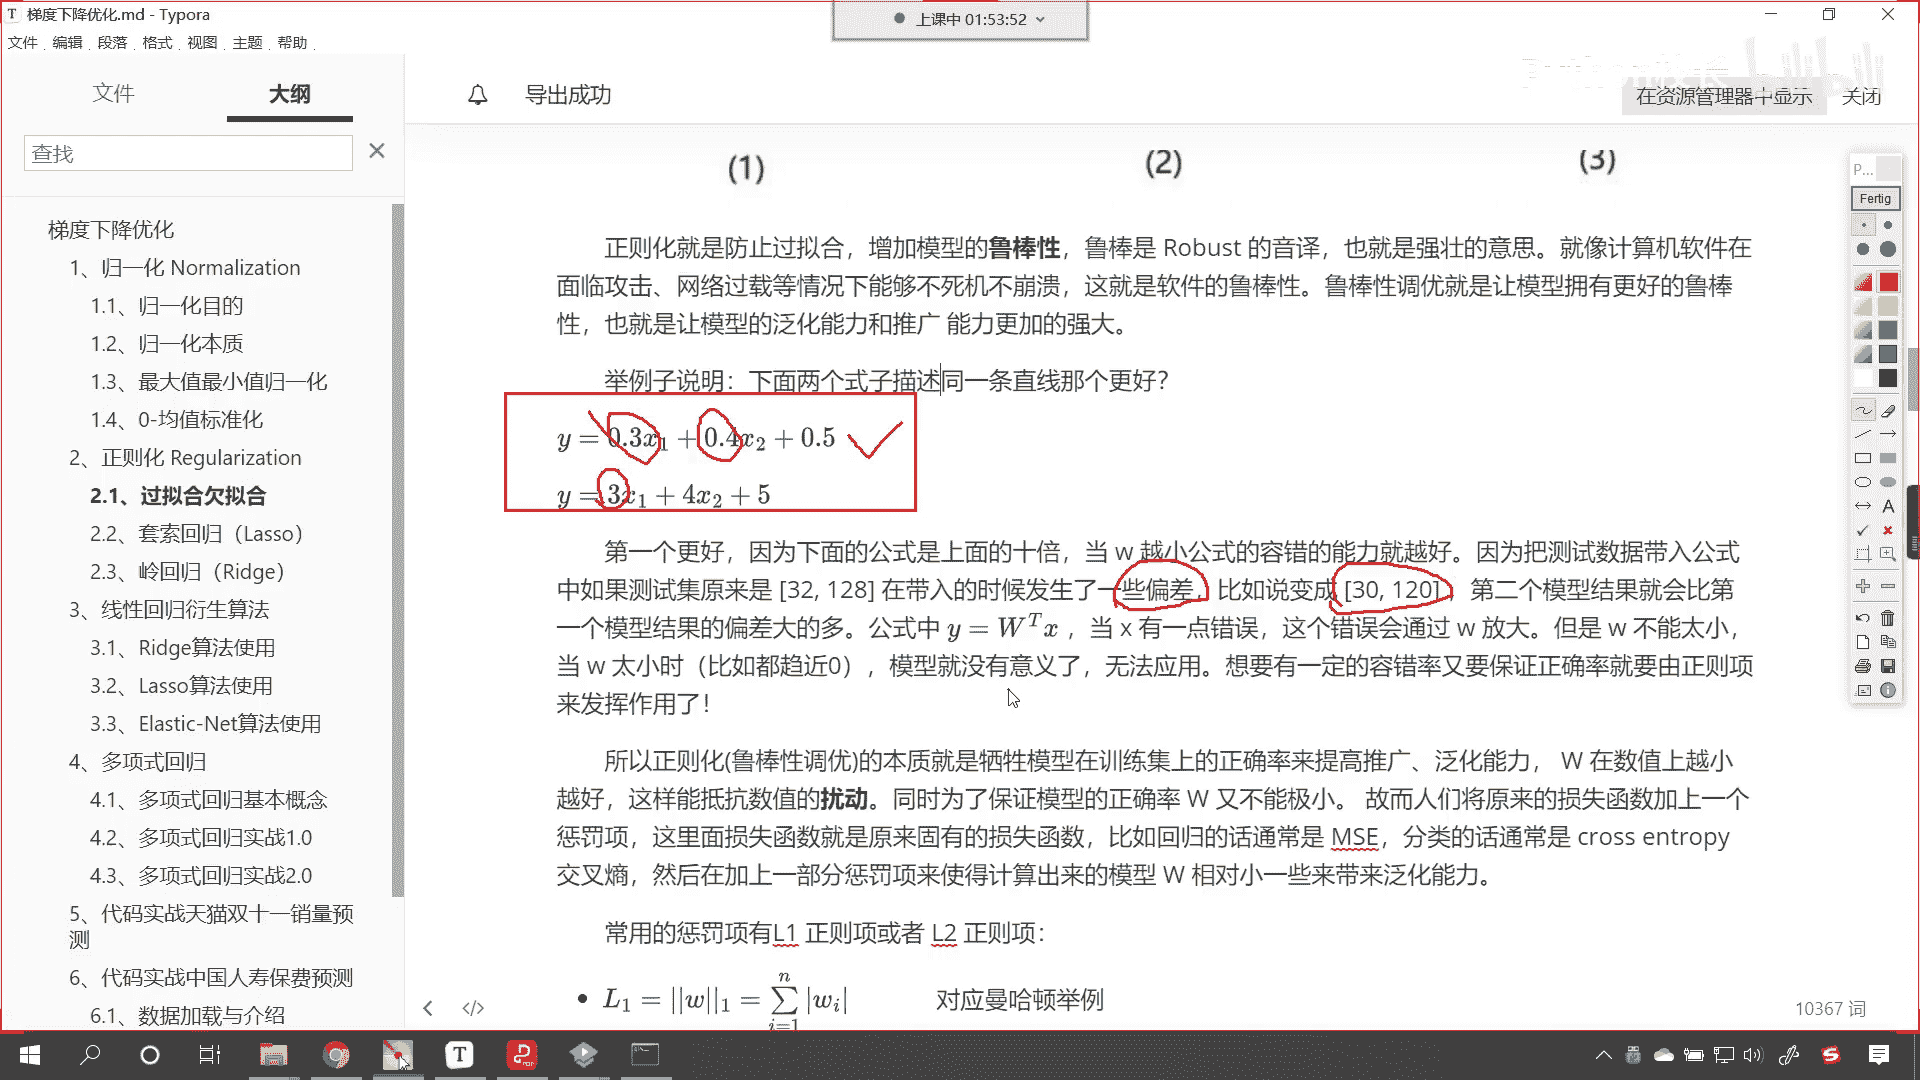 梯度下降优化.md - Typora
上课中 01:53:52
文件 编辑 段落 格式 视图 主题 帮助
文件 大纲
导出成功
在资源管理器中显示 关闭
查找
(1) (2) (3)
P...
Fertig
梯度下降优化
1、归一化 Normalization
1.1、归一化目的
1.2、归一化本质
1.3、最大值最小值归一化
1.4、0-均值标准化
2、正则化 Regularization
2.1、过拟合欠拟合
2.2、套索回归（Lasso）
2.3、岭回归（Ridge）
3、线性回归衍生算法
3.1、Ridge算法使用
3.2、Lasso算法使用
3.3、Elastic-Net算法使用
4、多项式回归
4.1、多项式回归基本概念
4.2、多项式回归实战1.0
4.3、多项式回归实战2.0
5、代码实战天猫双十一销量预
测
6、代码实战中国人寿保费预测
6.1、数据加载与介绍
正则化就是防止过拟合，增加模型的鲁棒性，鲁棒是 Robust 的音译，也就是强壮的意思。就像计算机软件在
面临攻击、网络过载等情况下能够不死机不崩溃，这就是软件的鲁棒性。鲁棒性调优就是让模型拥有更好的鲁棒
性，也就是让模型的泛化能力和推广 能力更加的强大。
举例子说明：下面两个式子描述同一条直线那个更好？
y = 0.3x₁ + 0.4x₂ + 0.5
y = 3x₁ + 4x₂ + 5
第一个更好，因为下面的公式是上面的十倍，当 w 越小公式的容错的能力就越好。因为把测试数据带入公式
中如果测试集原来是 [32, 128] 在带入的时候发生了一些偏差，比如说变成 [30, 120] ，第二个模型结果就会比第
一个模型结果的偏差大的多。公式中 y = Wᵀx ，当 x 有一点错误，这个错误会通过 w 放大。但是 w 不能太小，
当 w 太小时（比如都趋近0），模型就没有意义了，无法应用。想要有一定的容错率又要保证正确率就要由正则项
来发挥作用了！
所以正则化(鲁棒性调优)的本质就是牺牲模型在训练集上的正确率来提高推广、泛化能力， W 在数值上越小
越好，这样能抵抗数值的扰动。同时为了保证模型的正确率 W 又不能极小。 故而人们将原来的损失函数加上一个
惩罚项，这里面损失函数就是原来固有的损失函数，比如回归的话通常是 MSE，分类的话通常是 cross entropy
交叉熵，然后在加上一部分惩罚项来使得计算出来的模型 W 相对小一些来带来泛化能力。
常用的惩罚项有L1 正则项或者 L2 正则项：
L₁ = ||w||₁ = ∑ⁿᵢ₌₁ |wᵢ| 对应曼哈顿举例
10367 词